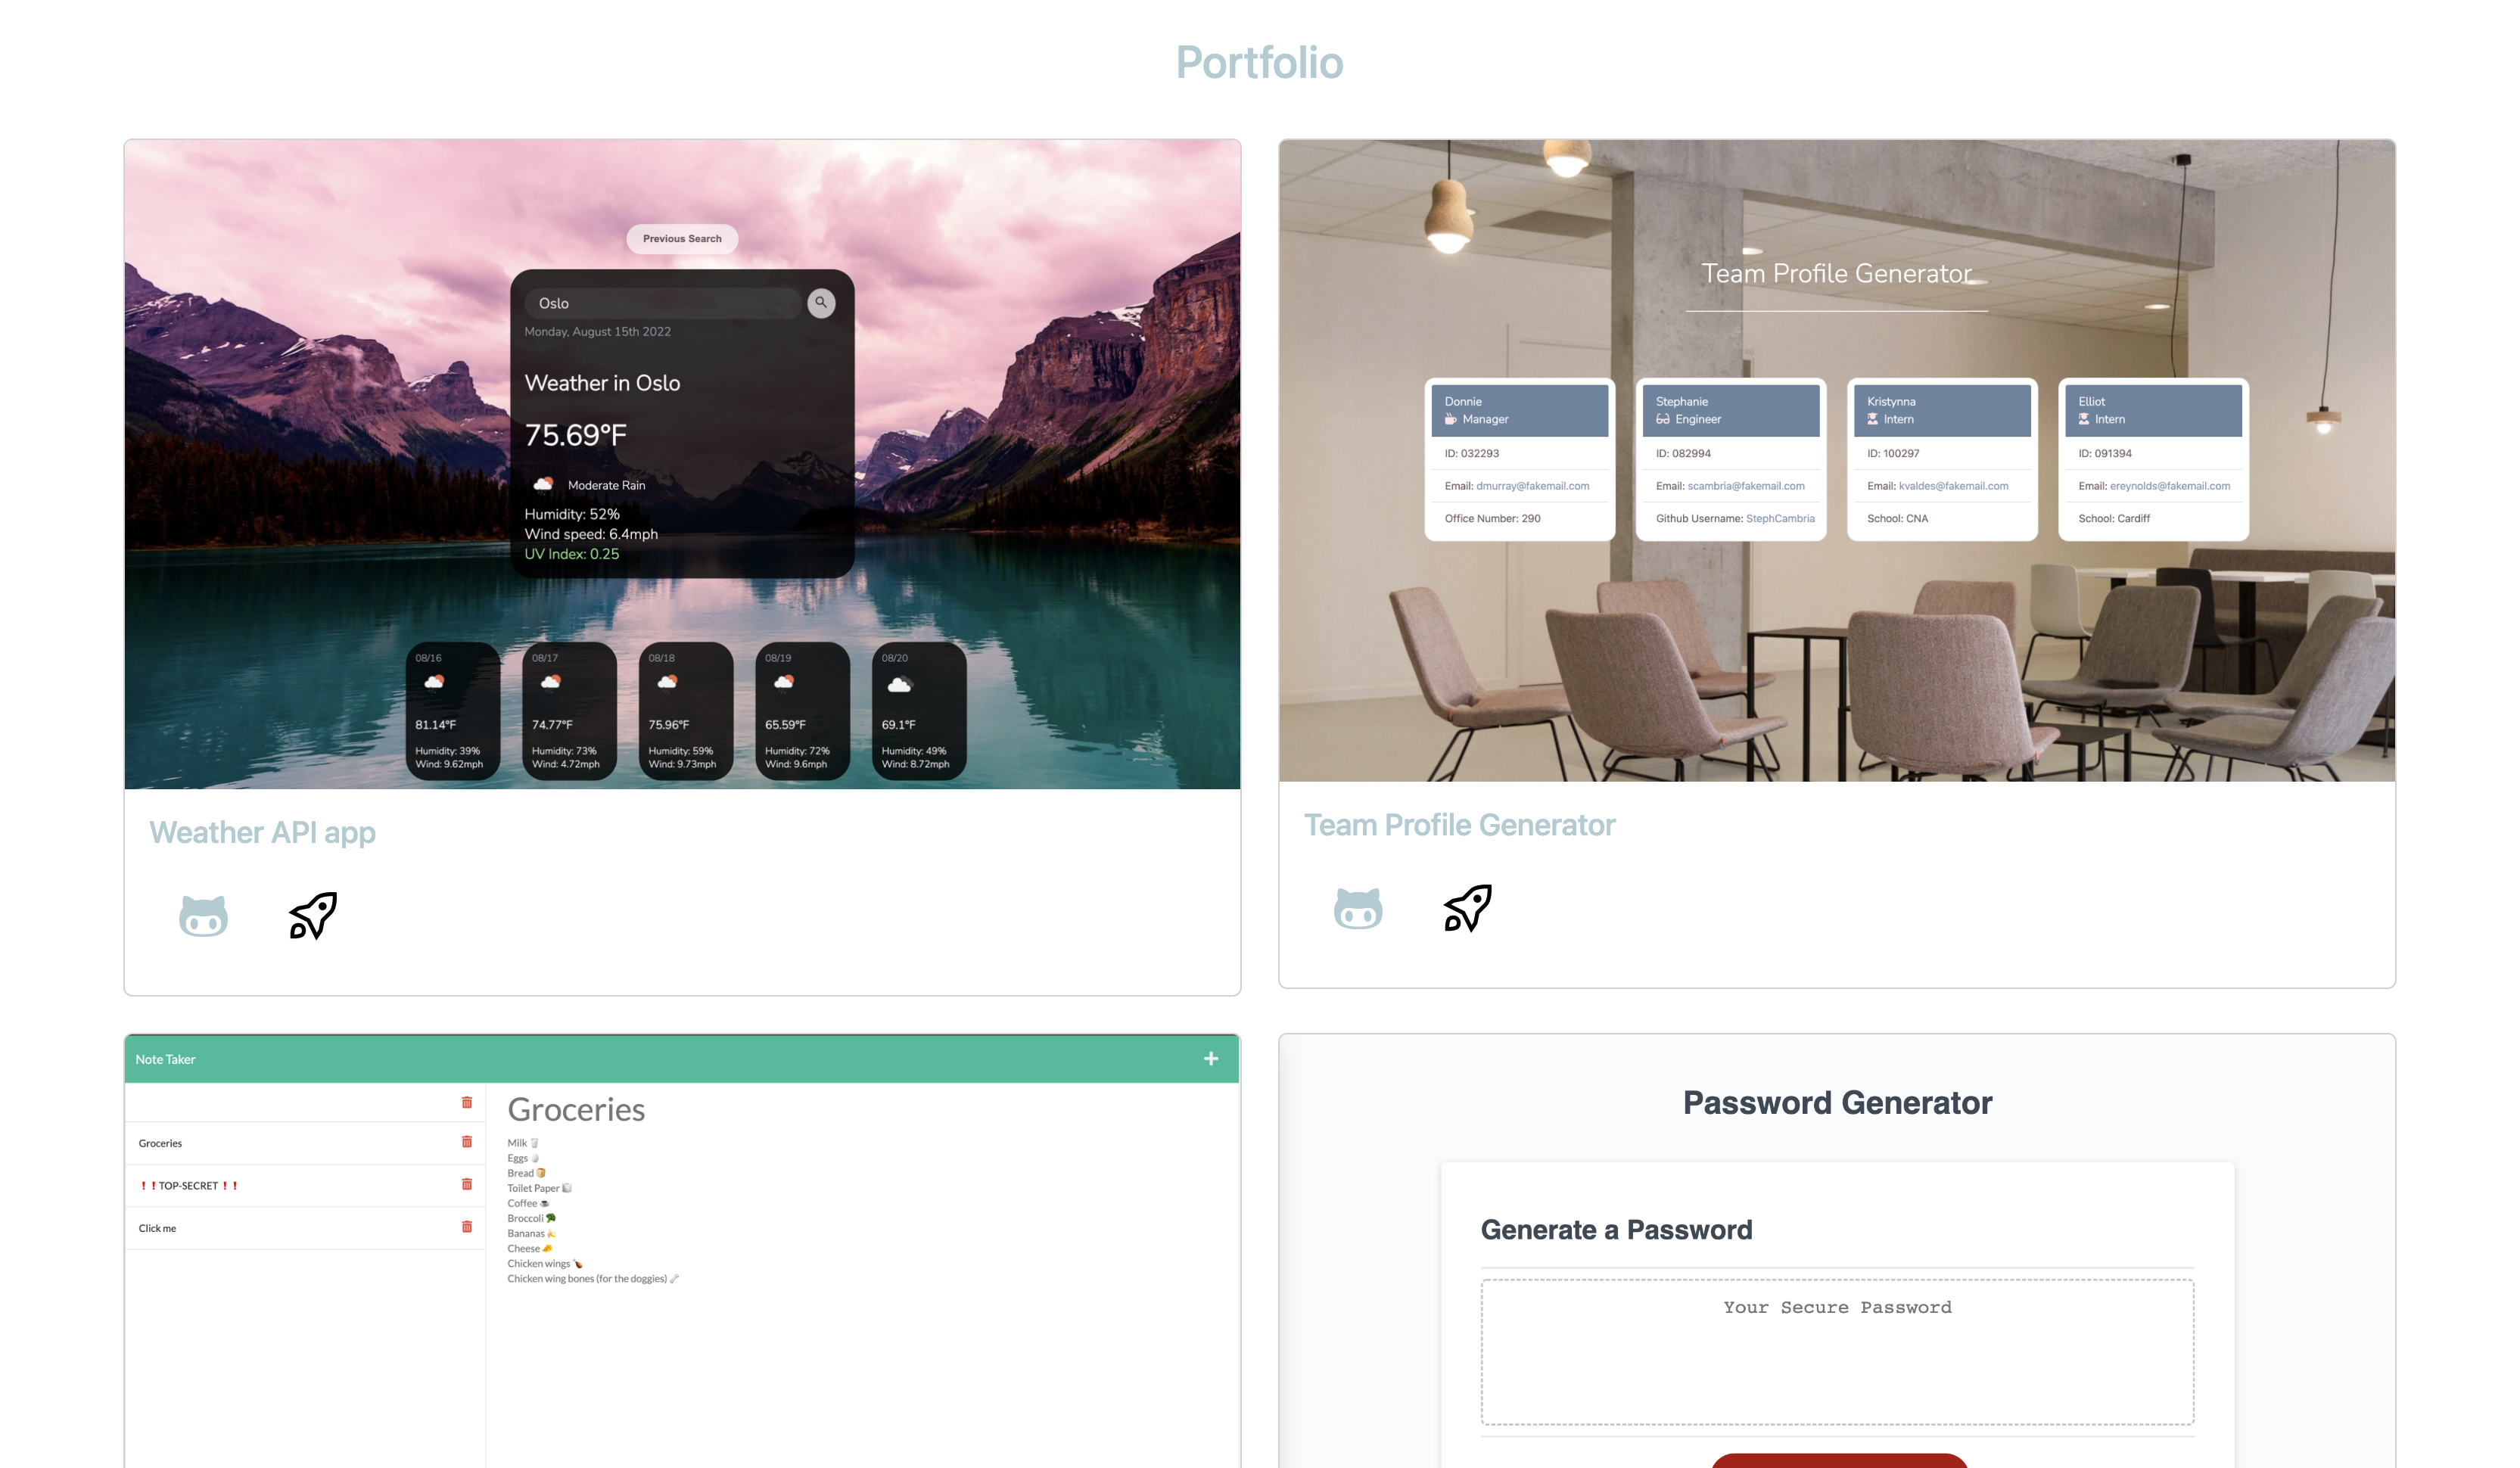 Portfolio
Previous Search
Oslo
Monday, August 15th 2022
Weather in Oslo
75.69°F
Moderate Rain
Humidity: 52%
Wind speed: 6.4mph
UV Index: 0.25
08/16
81.14°F
Humidity: 39%
Wind: 9.62mph
08/17
74.77°F
Humidity: 73%
Wind: 4.72mph
08/18
75.96°F
Humidity: 59%
Wind: 9.73mph
08/19
65.59°F
Humidity: 72%
Wind: 9.6mph
08/20
69.1°F
Humidity: 49%
Wind: 8.72mph
Weather API app
Team Profile Generator
Donnie
Manager
ID: 032293
Email: dmurray@fakemail.com
Office Number: 290
Stephanie
Engineer
ID: 082994
Email: scambria@fakemail.com
Github Username: StephCambria
Kristynna
Intern
ID: 100297
Email: kvaldes@fakemail.com
School: CNA
Elliot
Intern
ID: 091394
Email: ereynolds@fakemail.com
School: Cardiff
Team Profile Generator
Note Taker
Groceries
❗❗TOP-SECRET❗❗
Click me
Groceries
Milk 🥛
Eggs 🥚
Bread 🍞
Toilet Paper 🧻
Coffee ☕
Broccoli 🥦
Bananas 🍌
Cheese 🧀
Chicken wings 🍗
Chicken wing bones (for the doggies) 🦴
Password Generator
Generate a Password
Your Secure Password